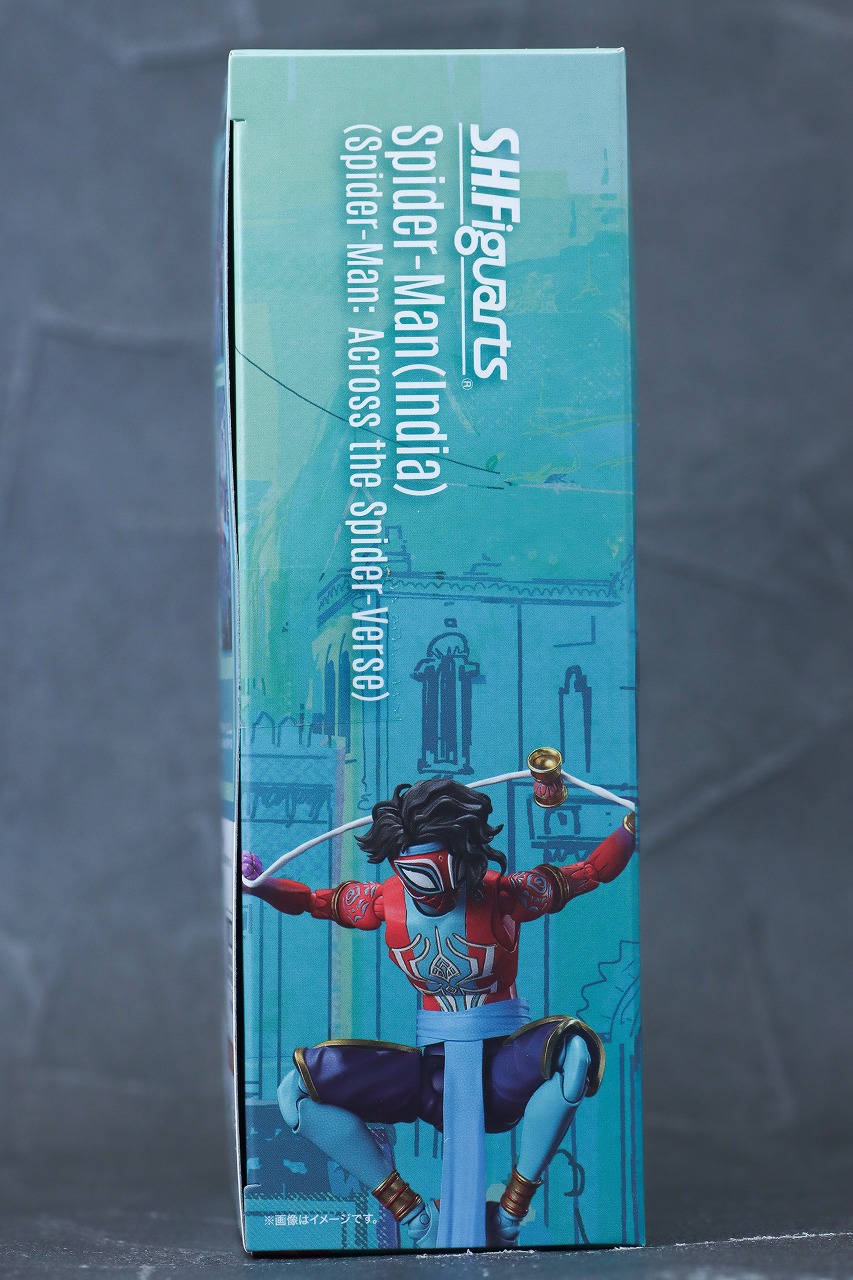 S.H.Figuarts®
Spider-Man(India)
(Spider-Man: Across the Spider-Verse)
※画像はイメージです。